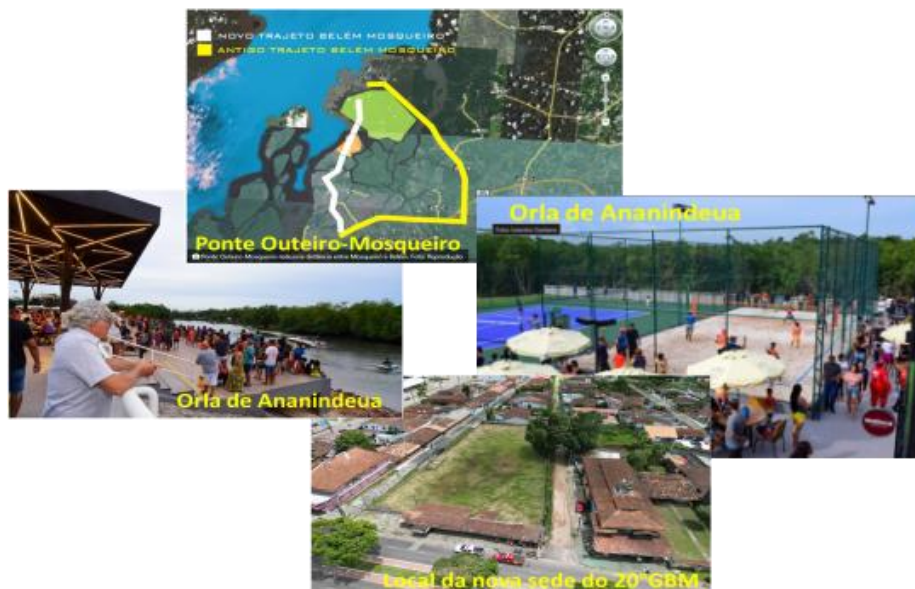 NOVO TRAJETO BELÉM MOSQUEIRO
ANTIGO TRAJETO BELÉM MOSQUEIRO
Ponte Outeiro-Mosqueiro
Orla de Ananindeua
Orla de Ananindeua
Local da nova sede do 20°GBM